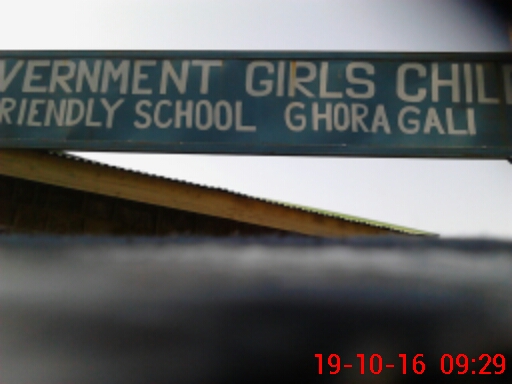 VERNMENT GIRLS CHIL
RIENDLY SCHOOL GHORA GALI
19-10-16 09:29